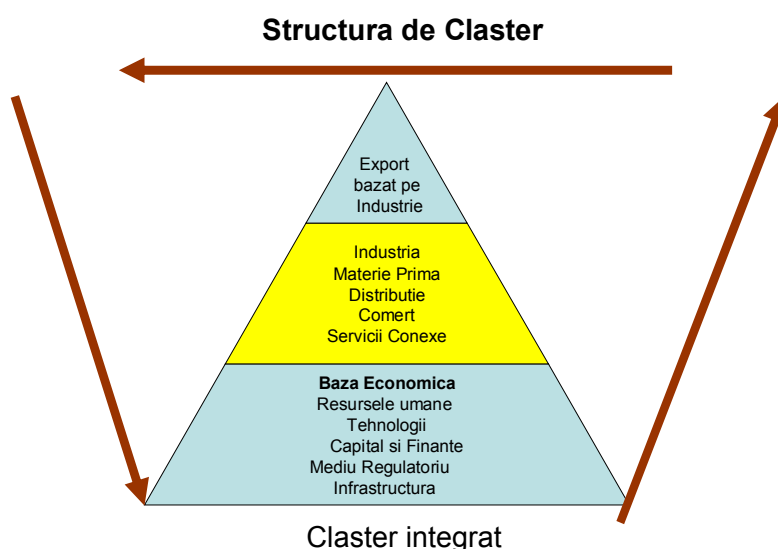 Structura de Claster
Export
bazat pe
Industrie
Industria
Materie Prima
Distributie
Comert
Servicii Conexe
Baza Economica
Resursele umane
Tehnologii
Capital si Finante
Mediu Regulatoriu
Infrastructura
Claster integrat